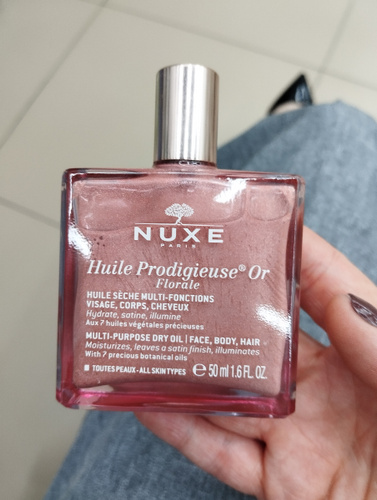 NUXE
PARIS
Huile Prodigieuse® Or
Florale
HUILE SÈCHE MULTI-FONCTIONS
VISAGE, CORPS, CHEVEUX
Hydrate, satine, illumine
Aux 7 huiles végétales précieuses
MULTI-PURPOSE DRY OIL | FACE, BODY, HAIR
Moisturizes, leaves a satin finish, illuminates
With 7 precious botanical oils
■ TOUTES PEAUX - ALL SKIN TYPES ℮ 50 ml 1.6 FL. OZ.